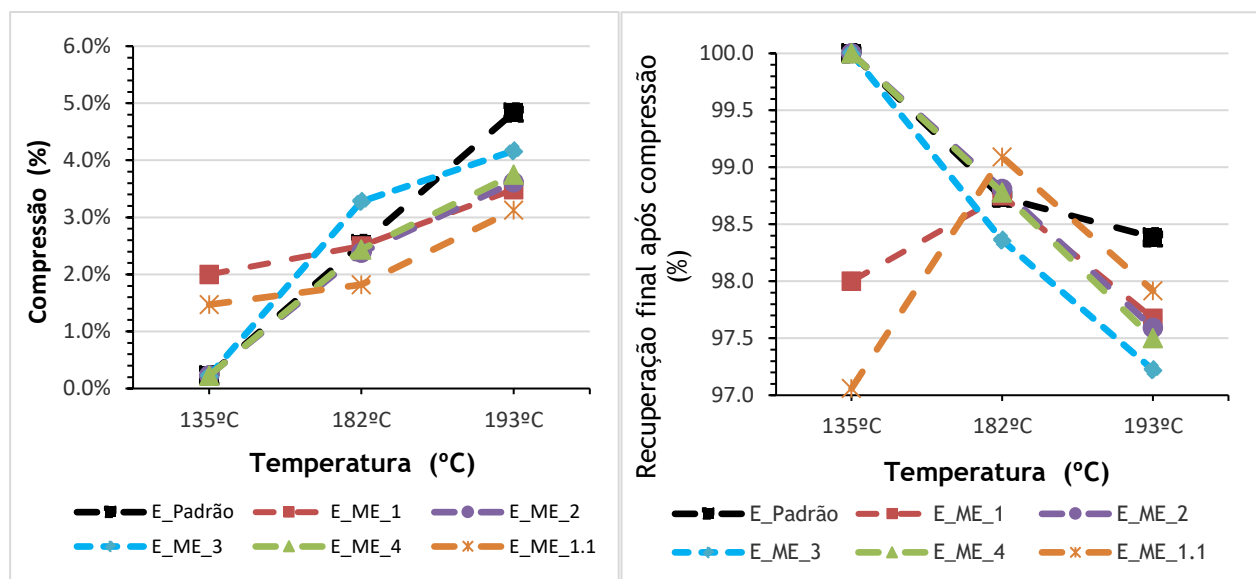 Compressão (%)
6.0%
5.0%
4.0%
3.0%
2.0%
1.0%
0.0%
135ºC 182ºC 193ºC
Temperatura (ºC)
E_Padrão E_ME_1 E_ME_2
E_ME_3 E_ME_4 E_ME_1.1
Recuperação final após compressão
(%)
100.0
99.5
99.0
98.5
98.0
97.5
97.0
135ºC 182ºC 193ºC
Temperatura (ºC)
E_Padrão E_ME_1 E_ME_2
E_ME_3 E_ME_4 E_ME_1.1